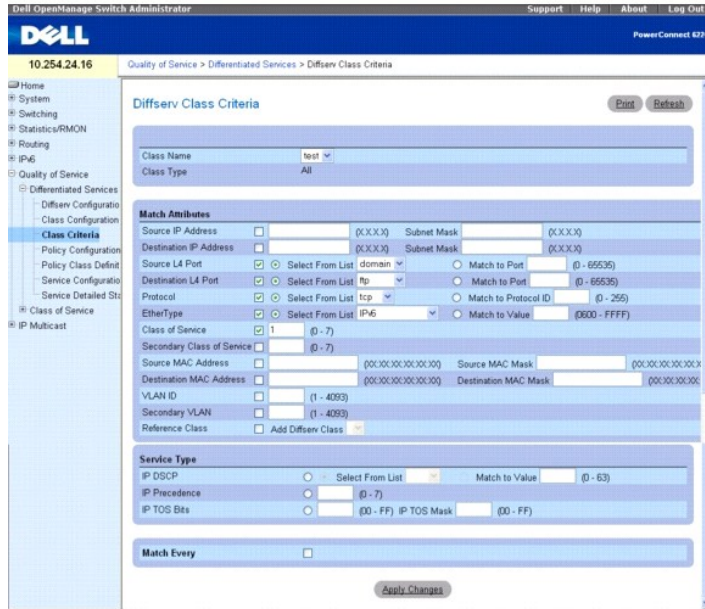 Dell OpenManage Switch Administrator Support Help About Log Out
DELL
PowerConnect 622
10.254.24.16
Quality of Service > Differentiated Services > Diffserv Class Criteria
Home
System
Switching
Statistics/RMON
Routing
IPv6
Quality of Service
Differentiated Services
Diffserv Configuratio
Class Configuration
Class Criteria
Policy Configuration
Policy Class Definit
Service Configuratio
Service Detailed Sta
Class of Service
IP Multicast
Diffserv Class Criteria
Print Refresh
Class Name test
Class Type All
Match Attributes
Source IP Address (X.X.X.X) Subnet Mask (X.X.X.X)
Destination IP Address (X.X.X.X) Subnet Mask (X.X.X.X)
Source L4 Port Select From List domain Match to Port (0 - 65535)
Destination L4 Port Select From List ftp Match to Port (0 - 65535)
Protocol Select From List tcp Match to Protocol ID (0 - 255)
EtherType Select From List IPv6 Match to Value (0600 - FFFF)
Class of Service 1 (0 - 7)
Secondary Class of Service (0 - 7)
Source MAC Address (XX:XX:XX:XX:XX:XX) Source MAC Mask (XX:XX:XX:XX:X
Destination MAC Address (XX:XX:XX:XX:XX:XX) Destination MAC Mask (XX:XX:XX:XX:
VLAN ID (1 - 4093)
Secondary VLAN (1 - 4093)
Reference Class Add Diffserv Class
Service Type
IP DSCP Select From List Match to Value (0 - 63)
IP Precedence (0 - 7)
IP TOS Bits (00 - FF) IP TOS Mask (00 - FF)
Match Every
Apply Changes